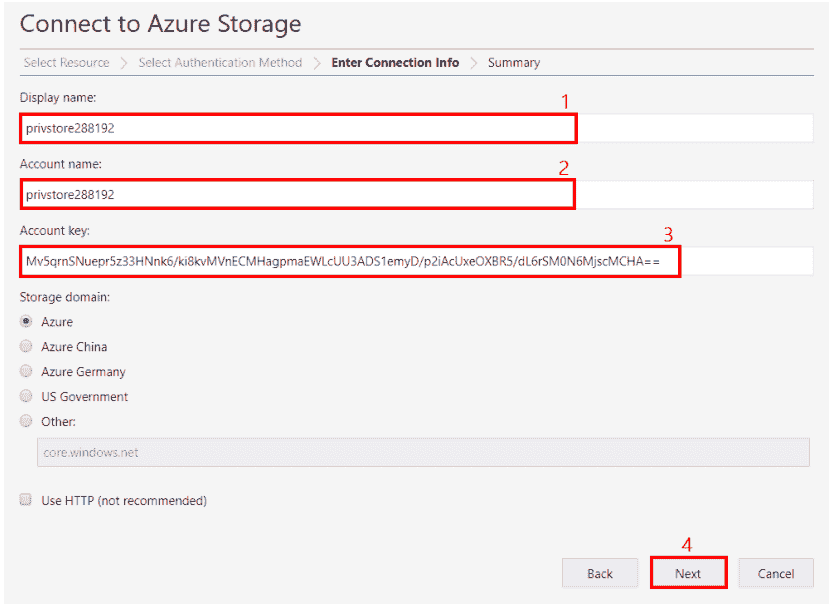 Connect to Azure Storage
Select Resource > Select Authentication Method > Enter Connection Info > Summary
Display name:
1
privstore288192
Account name:
2
privstore288192
Account key:
3
Mv5qrnSNuepr5z33HNnk6/ki8kvMVnECMHagpmaEWLcUU3ADS1emyD/p2iAcUxeOXBR5/dL6rSM0N6MjscMCHA==
Storage domain:
Azure
Azure China
Azure Germany
US Government
Other:
core.windows.net
Use HTTP (not recommended)
4
Back Next Cancel